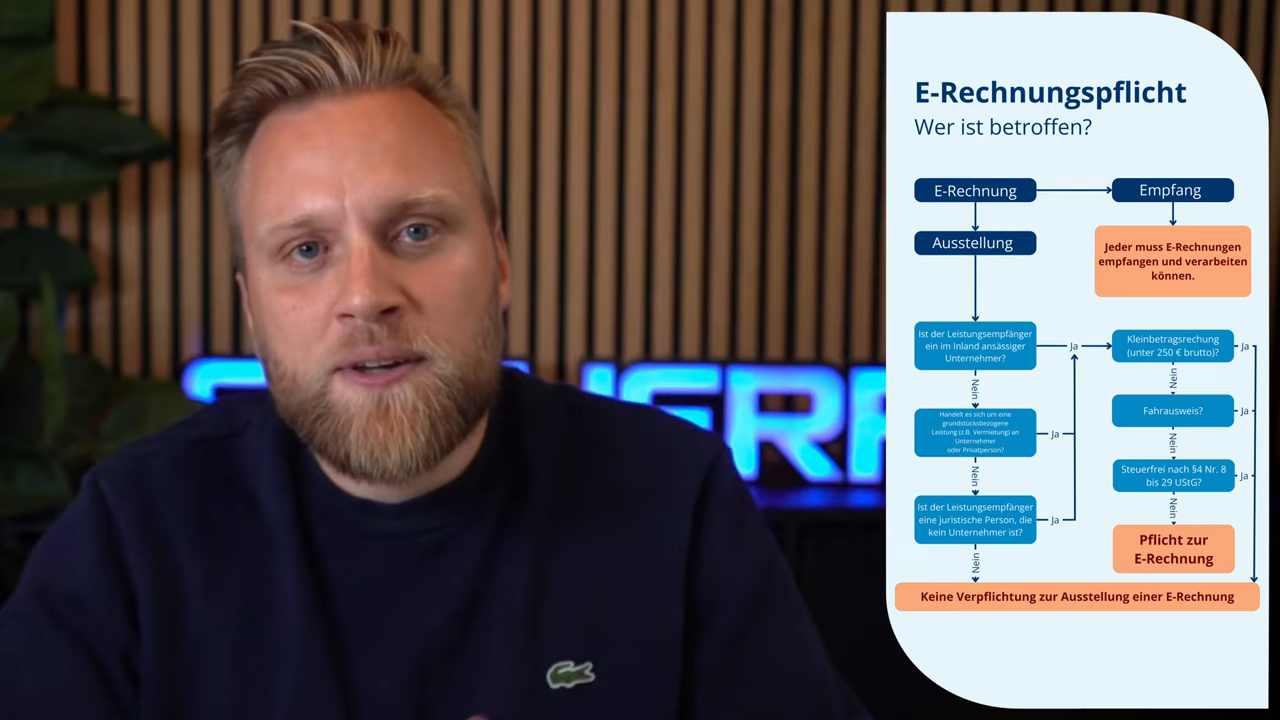 E-Rechnungspflicht
Wer ist betroffen?
E-Rechnung
Empfang
Ausstellung
Jeder muss E-Rechnungen
empfangen und verarbeiten
können.
Ist der Leistungsempfänger
ein im Inland ansässiger
Unternehmer?
Ja
Kleinbetragsrechung
(unter 250 € brutto)?
Ja
Nein
Nein
Handelt es sich um eine
grundstücksbezogene
Leistung (z.B. Vermietung) an
Unternehmer
oder Privatperson?
Ja
Fahrausweis?
Ja
Nein
Nein
Steuerfrei nach §4 Nr. 8
bis 29 UStG?
Ja
Ist der Leistungsempfänger
eine juristische Person, die
kein Unternehmer ist?
Ja
Nein
Nein
Pflicht zur
E-Rechnung
Keine Verpflichtung zur Ausstellung einer E-Rechnung